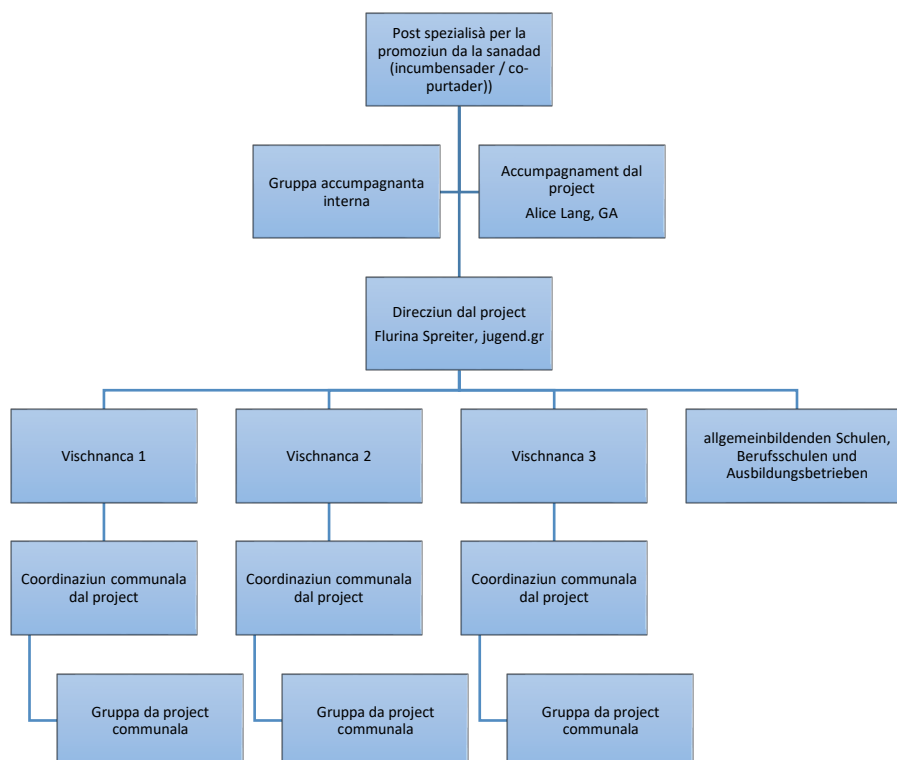 Post spezialisà per la
promoziun da la sanadad
(incumbensader / co-
purtader))
Gruppa accumpagnanta
interna
Accumpagnament dal
project
Alice Lang, GA
Direcziun dal project
Flurina Spreiter, jugend.gr
Vischnanca 1
Vischnanca 2
Vischnanca 3
allgemeinbildenden Schulen,
Berufsschulen und
Ausbildungsbetrieben
Coordinaziun communala
dal project
Coordinaziun communala
dal project
Coordinaziun communala
dal project
Gruppa da project
communala
Gruppa da project
communala
Gruppa da project
communala